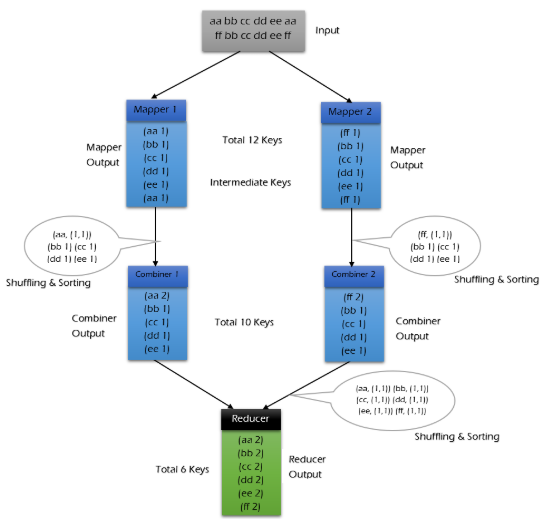 aa bb cc dd ee aa
ff bb cc dd ee ff
Input
Mapper 1
(aa 1)
(bb 1)
(cc 1)
(dd 1)
(ee 1)
(aa 1)
Mapper
Output
Total 12 Keys
Intermediate Keys
Mapper 2
(ff 1)
(bb 1)
(cc 1)
(dd 1)
(ee 1)
(ff 1)
Mapper
Output
(aa, (1,1))
(bb 1) (cc 1)
(dd 1) (ee 1)
Shuffling & Sorting
(ff, (1,1))
(bb 1) (cc 1)
(dd 1) (ee 1)
Shuffling & Sorting
Combiner 1
(aa 2)
(bb 1)
(cc 1)
(dd 1)
(ee 1)
Combiner
Output
Total 10 Keys
Combiner 2
(ff 2)
(bb 1)
(cc 1)
(dd 1)
(ee 1)
Combiner
Output
(aa, (1,1)) (bb, (1,1))
(cc, (1,1)) (dd, (1,1))
(ee, (1,1)) (ff, (1,1))
Shuffling & Sorting
Reducer
(aa 2)
(bb 2)
(cc 2)
(dd 2)
(ee 2)
(ff 2)
Total 6 Keys
Reducer
Output